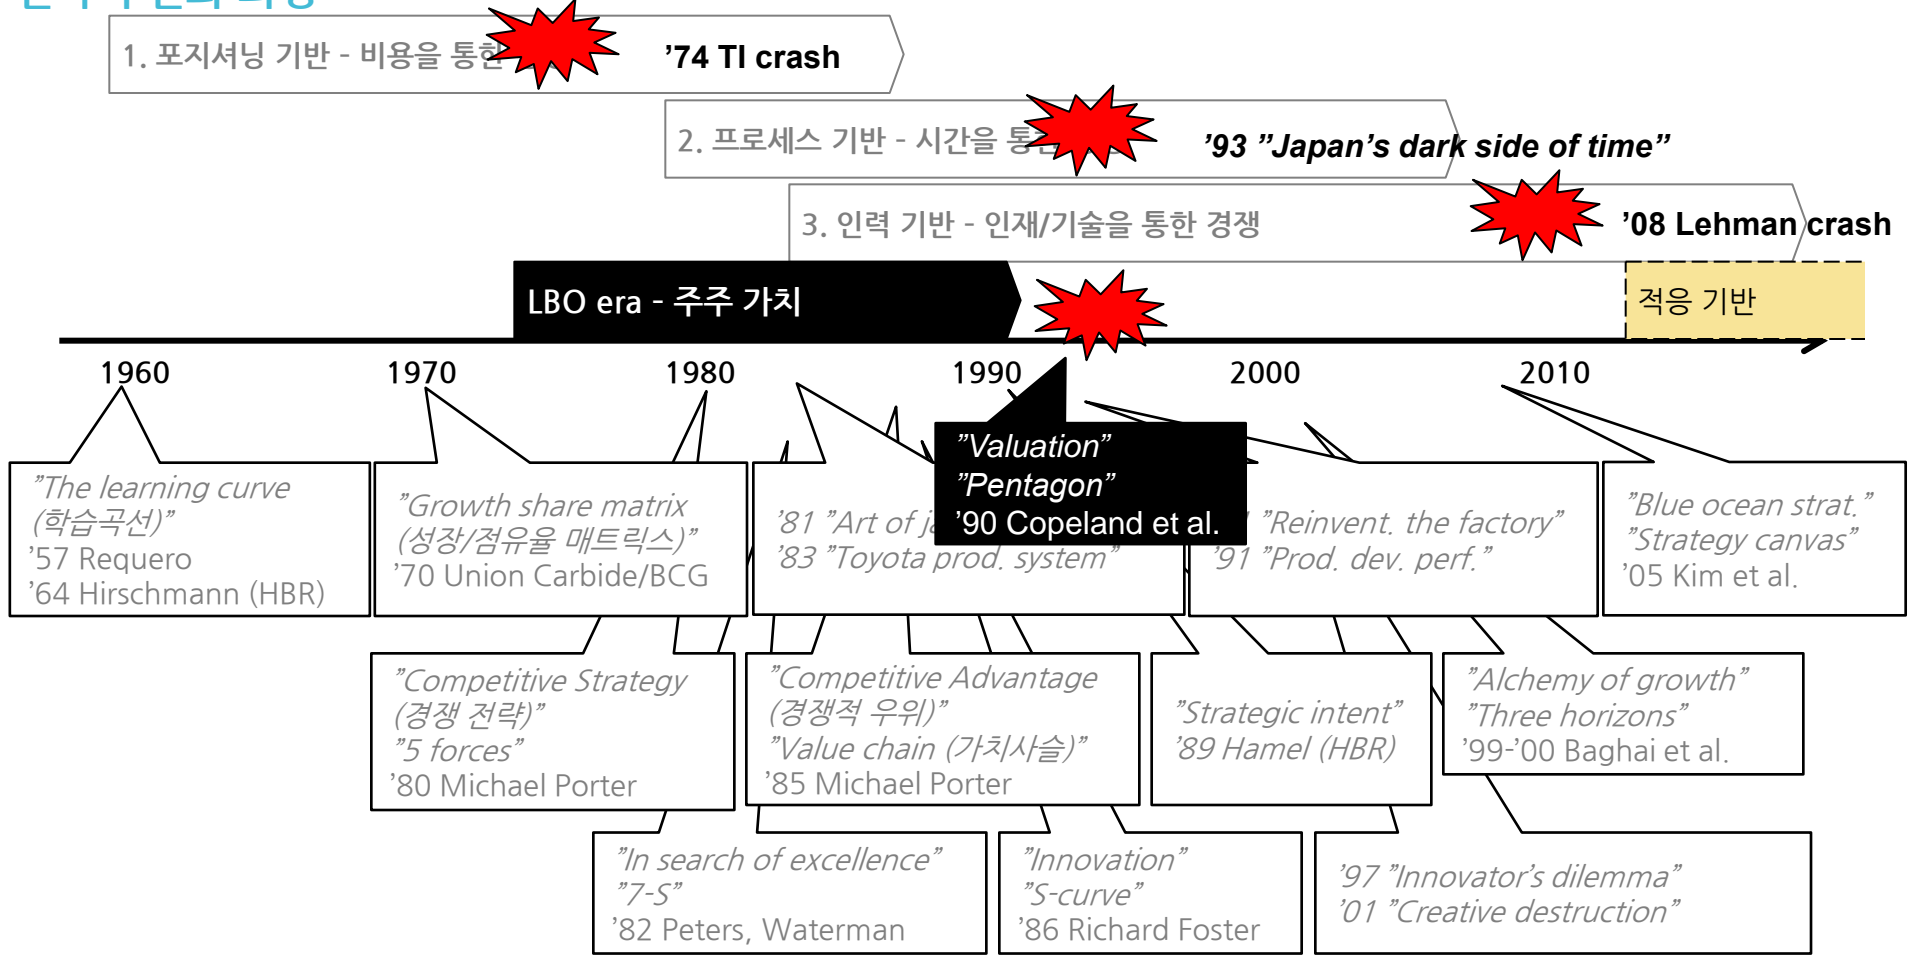 1. 포지셔닝 기반 - 비용을 통한
’74 TI crash
2. 프로세스 기반 - 시간을 통한
’93 ”Japan’s dark side of time”
3. 인력 기반 - 인재/기술을 통한 경쟁
’08 Lehman crash
LBO era - 주주 가치
적응 기반
1960
1970
1980
1990
2000
2010
”The learning curve
(학습곡선)”
’57 Requero
’64 Hirschmann (HBR)
”Growth share matrix
(성장/점유율 매트릭스)”
’70 Union Carbide/BCG
’81 ”Art of
’83 ”Toyota prod. system”
”Valuation”
”Pentagon”
’90 Copeland et al.
”Reinvent. the factory”
’91 ”Prod. dev. perf.”
”Blue ocean strat.”
”Strategy canvas”
’05 Kim et al.
”Competitive Strategy
(경쟁 전략)”
”5 forces”
’80 Michael Porter
”Competitive Advantage
(경쟁적 우위)”
”Value chain (가치사슬)”
’85 Michael Porter
”Strategic intent”
’89 Hamel (HBR)
”Alchemy of growth”
”Three horizons”
’99-’00 Baghai et al.
”In search of excellence”
”7-S”
’82 Peters, Waterman
”Innovation”
”S-curve”
’86 Richard Foster
’97 ”Innovator’s dilemma”
’01 ”Creative destruction”